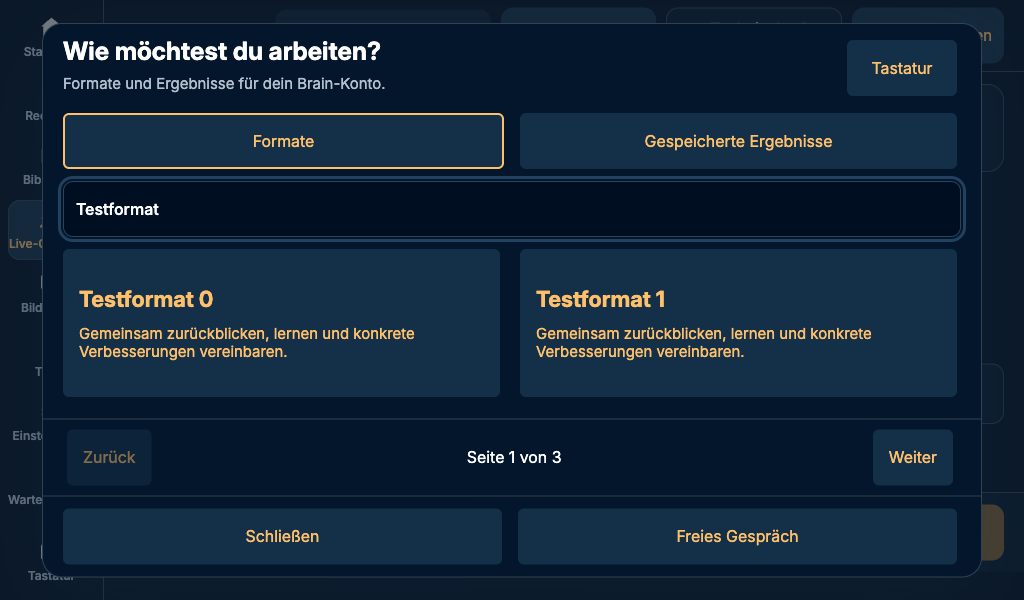 Wie möchtest du arbeiten?
Formate und Ergebnisse für dein Brain-Konto.
Tastatur
Formate
Gespeicherte Ergebnisse
Testformat
Testformat 0
Gemeinsam zurückblicken, lernen und konkrete
Verbesserungen vereinbaren.
Testformat 1
Gemeinsam zurückblicken, lernen und konkrete
Verbesserungen vereinbaren.
Zurück
Seite 1 von 3
Weiter
Schließen
Freies Gespräch
Tastatur